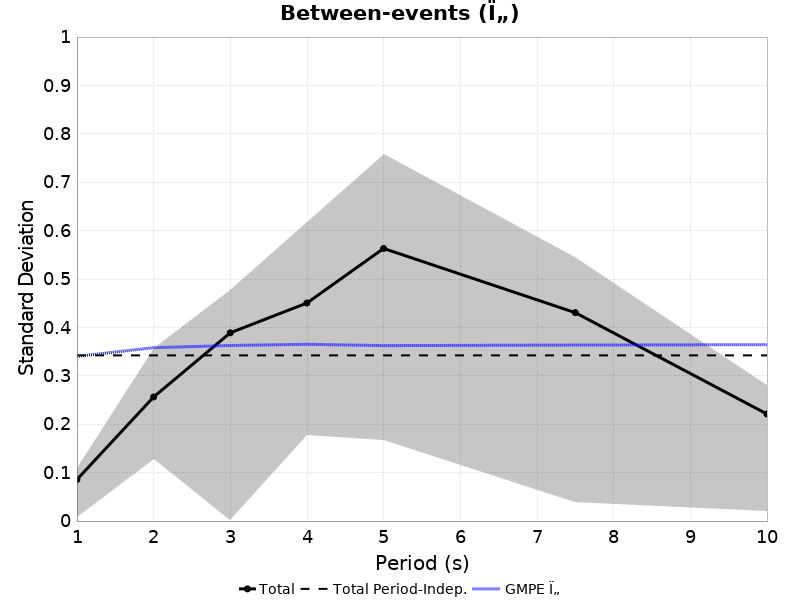 Between-events (Ï„)
1
0.9
0.8
0.7
0.6
0.5
0.4
0.3
0.2
0.1
0
Standard Deviation
1 2 3 4 5 6 7 8 9 10
Period (s)
Total Total Period-Indep. GMPE Ï„